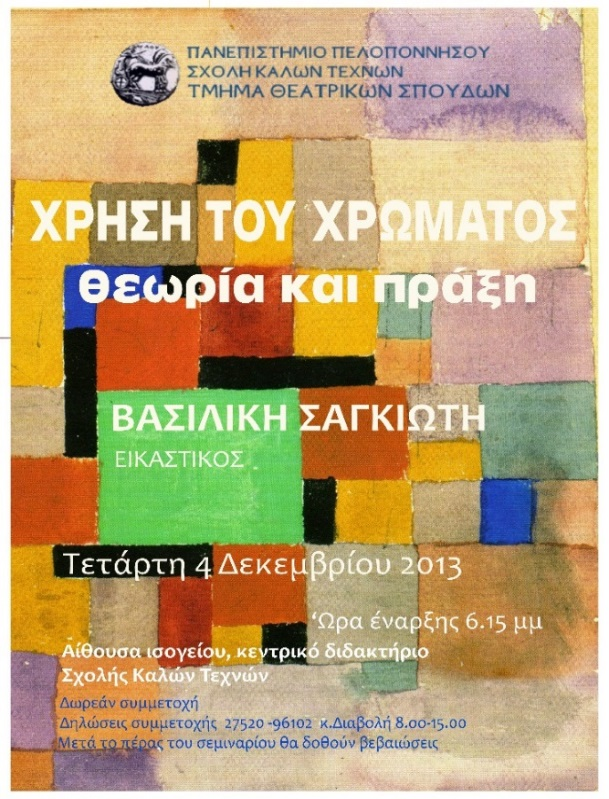 ΠΑΝΕΠΙΣΤΗΜΙΟ ΠΕΛΟΠΟΝΝΗΣΟΥ
ΣΧΟΛΗ ΚΑΛΩΝ ΤΕΧΝΩΝ
ΤΜΗΜΑ ΘΕΑΤΡΙΚΩΝ ΣΠΟΥΔΩΝ
ΧΡΗΣΗ ΤΟΥ ΧΡΩΜΑΤΟΣ
θεωρία και πράξη
ΒΑΣΙΛΙΚΗ ΣΑΓΚΙΩΤΗ
ΕΙΚΑΣΤΙΚΟΣ
Τετάρτη 4 Δεκεμβρίου 2013
‘Ωρα έναρξης 6.15 μμ
Αίθουσα ισογείου, κεντρικό διδακτήριο
Σχολής Καλών Τεχνών
Δωρεάν συμμετοχή
Δηλώσεις συμμετοχής 27520 -96102 κ.Διαβολή 8.00-15.00
Μετά το πέρας του σεμιναρίου θα δοθούν βεβαιώσεις